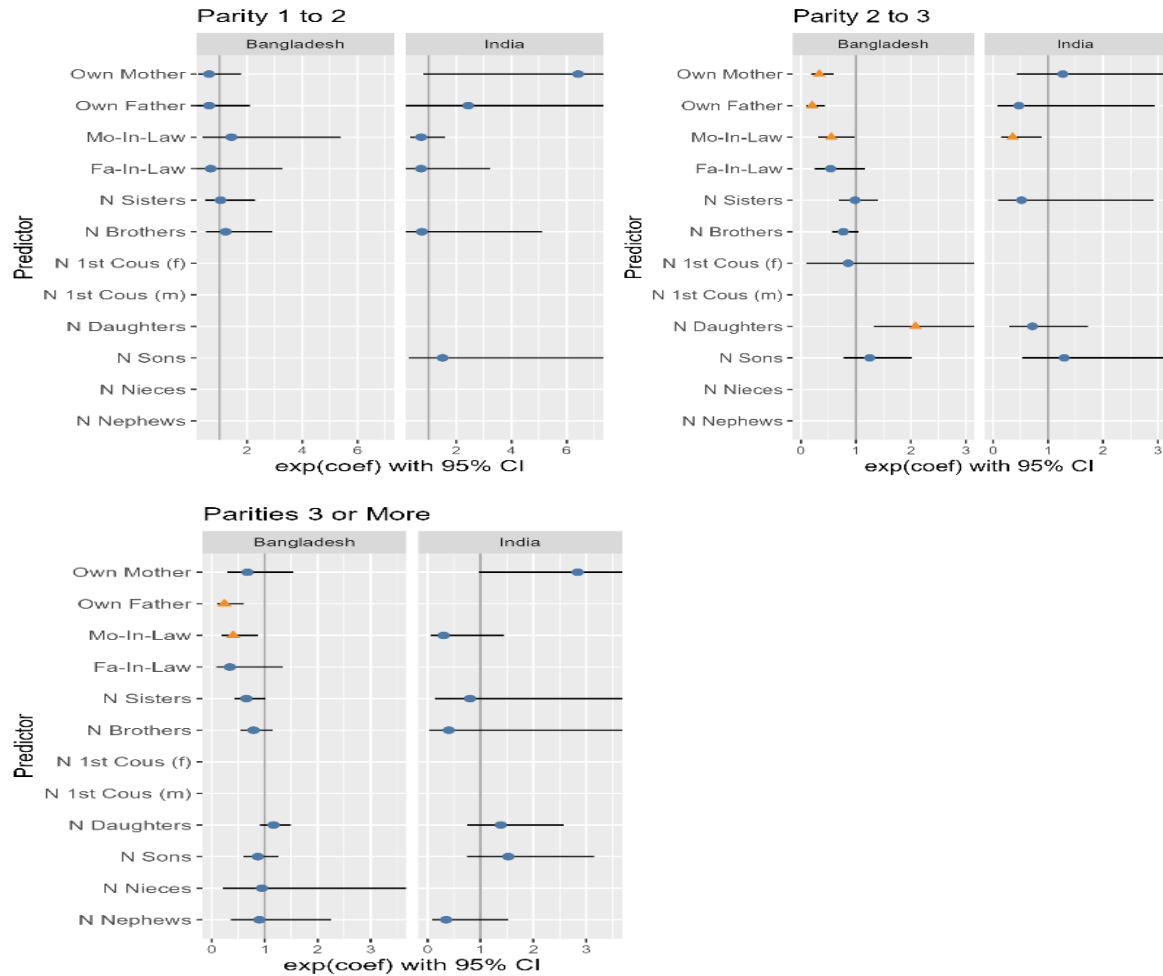 Parity 1 to 2
Bangladesh India
Predictor
Own Mother
Own Father
Mo-In-Law
Fa-In-Law
N Sisters
N Brothers
N 1st Cous (f)
N 1st Cous (m)
N Daughters
N Sons
N Nieces
N Nephews
2 4 6 2 4 6
exp(coef) with 95% CI
Parity 2 to 3
Bangladesh India
Predictor
Own Mother
Own Father
Mo-In-Law
Fa-In-Law
N Sisters
N Brothers
N 1st Cous (f)
N 1st Cous (m)
N Daughters
N Sons
N Nieces
N Nephews
0 1 2 3 0 1 2 3
exp(coef) with 95% CI
Parities 3 or More
Bangladesh India
Predictor
Own Mother
Own Father
Mo-In-Law
Fa-In-Law
N Sisters
N Brothers
N 1st Cous (f)
N 1st Cous (m)
N Daughters
N Sons
N Nieces
N Nephews
0 1 2 3 0 1 2 3
exp(coef) with 95% CI